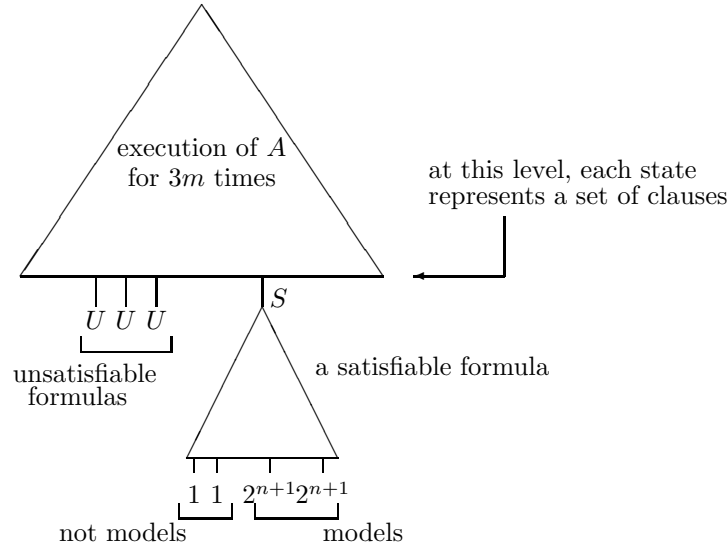 execution of A
for 3m times
at this level, each state
represents a set of clauses
S
U U U
unsatisfiable
formulas
a satisfiable formula
1 1 2^{n+1} 2^{n+1}
not models models